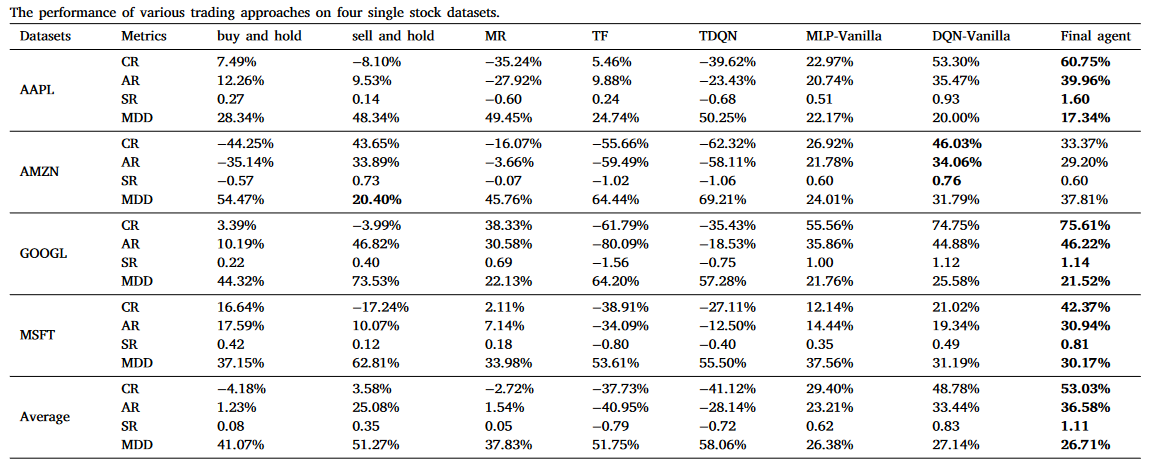 The performance of various trading approaches on four single stock datasets.
Datasets Metrics buy and hold sell and hold MR TF TDQN MLP-Vanilla DQN-Vanilla Final agent
CR 7.49% −8.10% −35.24% 5.46% −39.62% 22.97% 53.30% 60.75%
AR 12.26% 9.53% −27.92% 9.88% −23.43% 20.74% 35.47% 39.96%
AAPL
SR 0.27 0.14 −0.60 0.24 −0.68 0.51 0.93 1.60
MDD 28.34% 48.34% 49.45% 24.74% 50.25% 22.17% 20.00% 17.34%
CR −44.25% 43.65% −16.07% −55.66% −62.32% 26.92% 46.03% 33.37%
AR −35.14% 33.89% −3.66% −59.49% −58.11% 21.78% 34.06% 29.20%
AMZN
SR −0.57 0.73 −0.07 −1.02 −1.06 0.60 0.76 0.60
MDD 54.47% 20.40% 45.76% 64.44% 69.21% 24.01% 31.79% 37.81%
CR 3.39% −3.99% 38.33% −61.79% −35.43% 55.56% 74.75% 75.61%
AR 10.19% 46.82% 30.58% −80.09% −18.53% 35.86% 44.88% 46.22%
GOOGL
SR 0.22 0.40 0.69 −1.56 −0.75 1.00 1.12 1.14
MDD 44.32% 73.53% 22.13% 64.20% 57.28% 21.76% 25.58% 21.52%
CR 16.64% −17.24% 2.11% −38.91% −27.11% 12.14% 21.02% 42.37%
AR 17.59% 10.07% 7.14% −34.09% −12.50% 14.44% 19.34% 30.94%
MSFT
SR 0.42 0.12 0.18 −0.80 −0.40 0.35 0.49 0.81
MDD 37.15% 62.81% 33.98% 53.61% 55.50% 37.56% 31.19% 30.17%
CR −4.18% 3.58% −2.72% −37.73% −41.12% 29.40% 48.78% 53.03%
AR 1.23% 25.08% 1.54% −40.95% −28.14% 23.21% 33.44% 36.58%
Average
SR 0.08 0.35 0.05 −0.79 −0.72 0.62 0.83 1.11
MDD 41.07% 51.27% 37.83% 51.75% 58.06% 26.38% 27.14% 26.71%